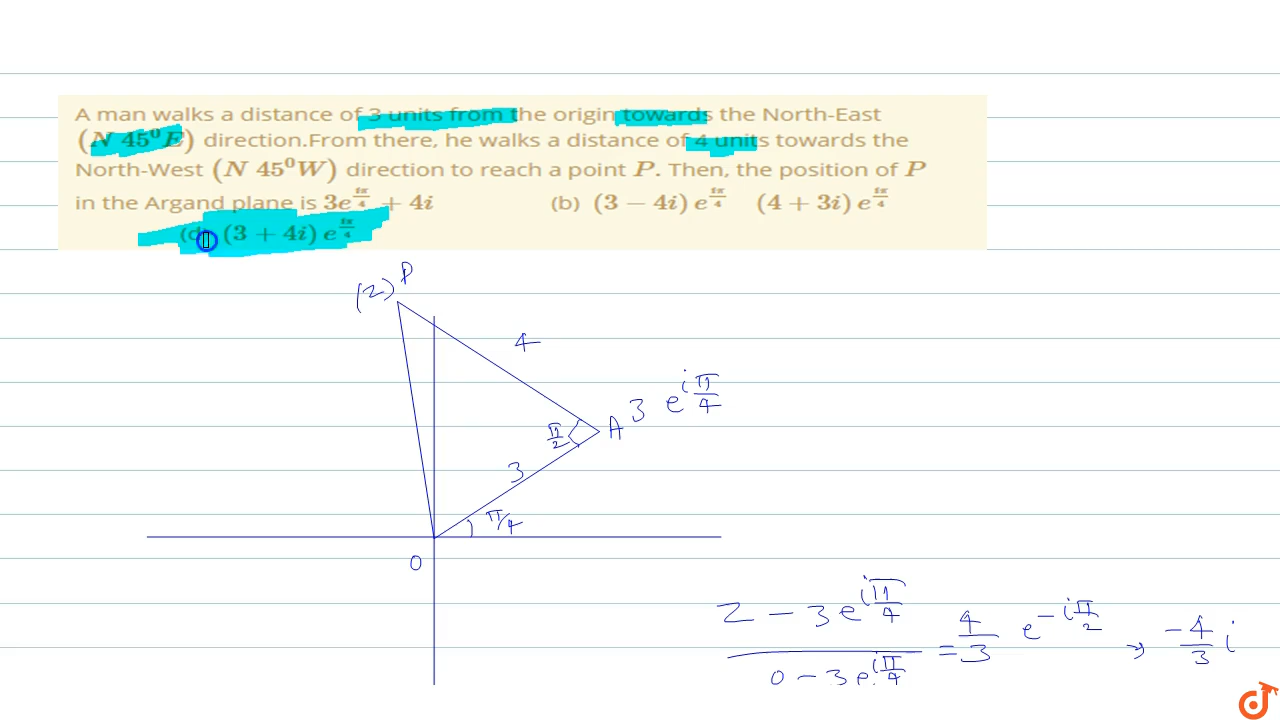 A man walks a distance of 3 units from the origin towards the North-East
(N 45⁰E) direction.From there, he walks a distance of 4 units towards the
North-West (N 45⁰W) direction to reach a point P. Then, the position of P
in the Argand plane is 3e^(iπ/4) + 4i (b) (3 − 4i) e^(iπ/4) (4 + 3i) e^(iπ/4)
(d) (3 + 4i) e^(iπ/4)
(z) P
4
A 3 e^(iπ/4)
π/2
3
π/4
O
(z − 3e^(iπ/4))/(0 − 3e^(iπ/4)) = 4/3 e^(−iπ/2) → −4/3 i